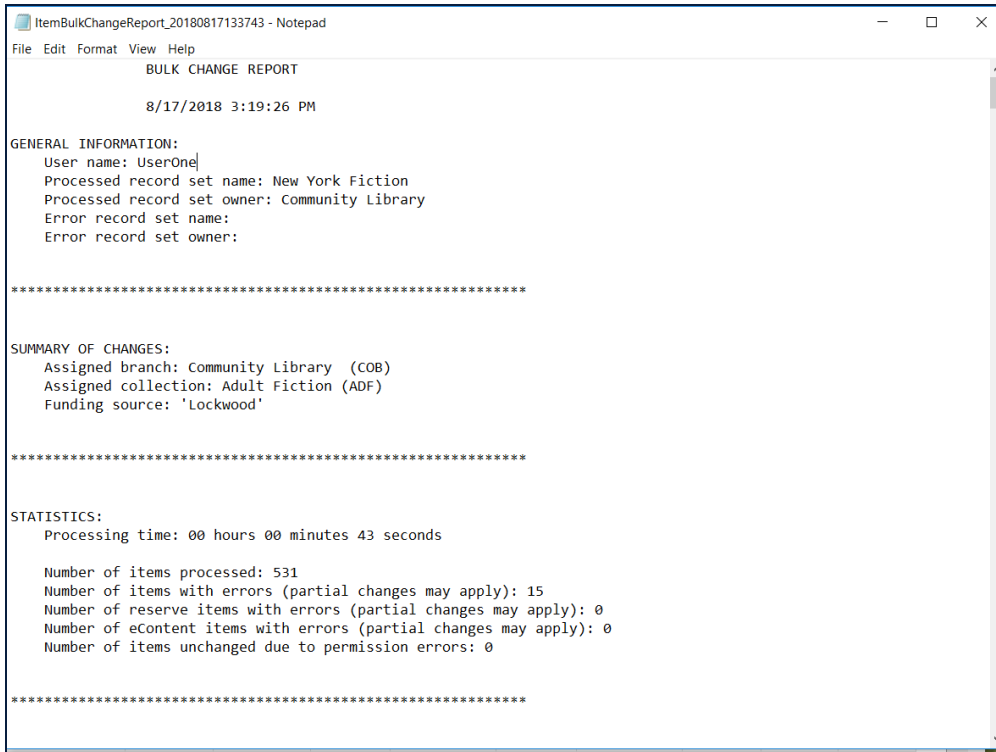 ItemBulkChangeReport_20180817133743 - Notepad
File Edit Format View Help
BULK CHANGE REPORT
8/17/2018 3:19:26 PM
GENERAL INFORMATION:
User name: UserOne
Processed record set name: New York Fiction
Processed record set owner: Community Library
Error record set name:
Error record set owner:
*************************************************************
SUMMARY OF CHANGES:
Assigned branch: Community Library  (COB)
Assigned collection: Adult Fiction (ADF)
Funding source: 'Lockwood'
*************************************************************
STATISTICS:
Processing time: 00 hours 00 minutes 43 seconds
Number of items processed: 531
Number of items with errors (partial changes may apply): 15
Number of reserve items with errors (partial changes may apply): 0
Number of eContent items with errors (partial changes may apply): 0
Number of items unchanged due to permission errors: 0
*************************************************************